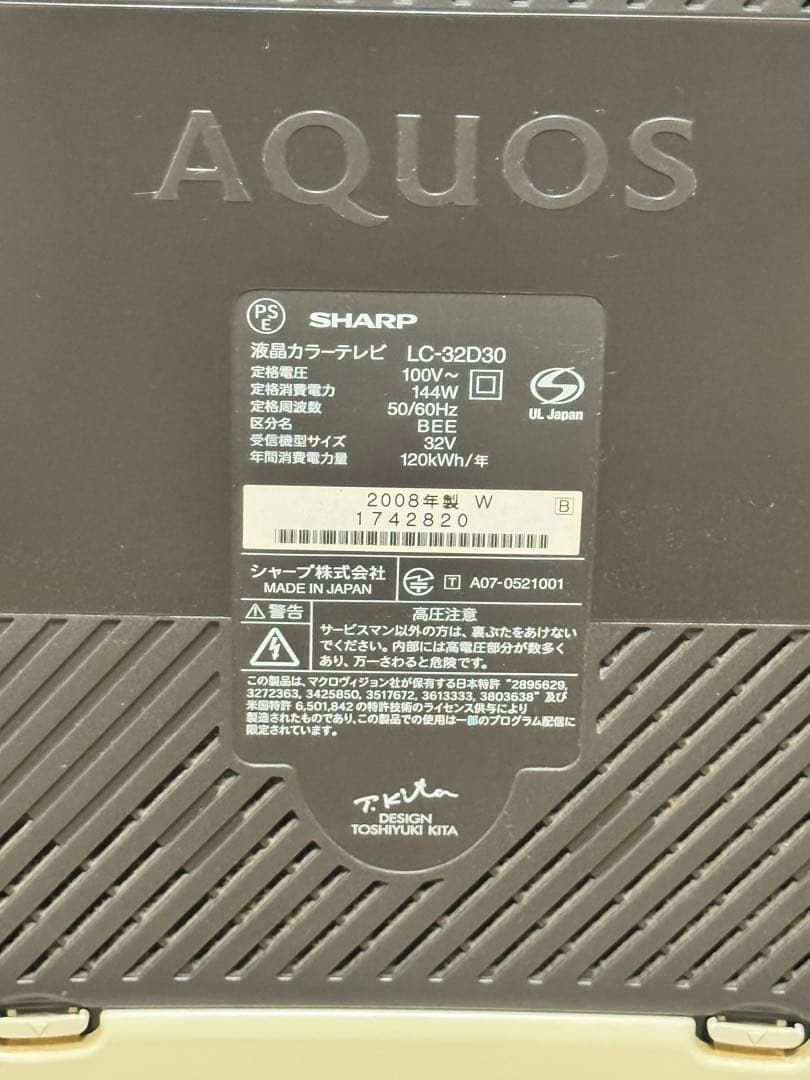 AQUOS
PS E
SHARP
液晶カラーテレビ LC-32D30
定格電圧 100V～
定格消費電力 144W
定格周波数 50/60Hz
区分名 BEE
受信機型サイズ 32V
年間消費電力量 120kWh/年
UL Japan
2008年製 W
B
1742820
シャープ株式会社
MADE IN JAPAN
T A07-0521001
警告
高圧注意
サービスマン以外の方は、裏ぶたをあけない
でください。内部には高電圧部分が数多く
あり、万一さわると危険です。
この製品は、マクロヴィジョン社が保有する日本特許 "2895629,
3272363, 3425850, 3517672, 3613333, 3803638" 及び
米国特許 6,501,842 の特許技術のライセンス供与により
製造されたものであり、この製品での使用は一部のプログラム配信に
限定されています。
T. Kita
DESIGN
TOSHIYUKI KITA